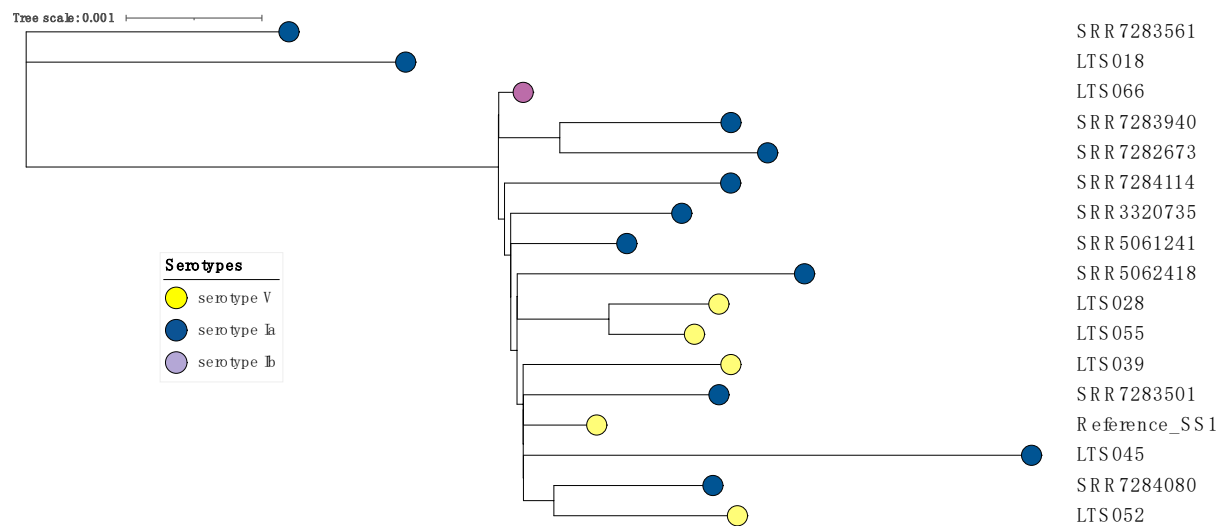 Tree scale: 0.001
SRR7283561
LTS018
LTS066
SRR7283940
SRR7282673
SRR7284114
SRR3320735
SRR5061241
SRR5062418
LTS028
LTS055
LTS039
SRR7283501
Reference_SS1
LTS045
SRR7284080
LTS052
Serotypes
serotype V
serotype Ia
serotype Ib